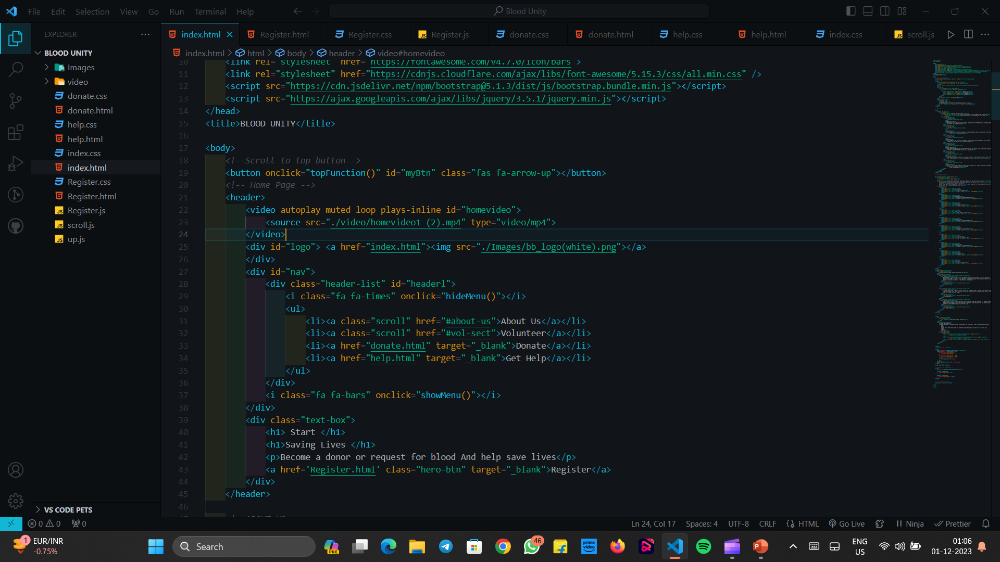 File Edit Selection View Go Run Terminal Help
Blood Unity
EXPLORER
BLOOD UNITY
Images
video
donate.css
donate.html
help.css
help.html
index.css
index.html
Register.css
Register.html
Register.js
scroll.js
up.js
VS CODE PETS
index.html Register.html Register.css Register.js donate.css donate.html help.css help.html index.css scroll.js
index.html > html > body > header > video#homevideo
10 <link rel="stylesheet" href="https://fontawesome.com/v4.7.0/icon/bars">
11 <link rel="stylesheet" href="https://cdnjs.cloudflare.com/ajax/libs/font-awesome/5.15.3/css/all.min.css" />
12 <script src="https://cdn.jsdelivr.net/npm/bootstrap@5.1.3/dist/js/bootstrap.bundle.min.js"></script>
13 <script src="https://ajax.googleapis.com/ajax/libs/jquery/3.5.1/jquery.min.js"></script>
14 </head>
15 <title>BLOOD UNITY</title>
16
17 <body>
18 <!--Scroll to top button-->
19 <button onclick="topFunction()" id="myBtn" class="fas fa-arrow-up"></button>
20 <!-- Home Page -->
21 <header>
22 <video autoplay muted loop plays-inline id="homevideo">
23 <source src="./video/homevideo1 (2).mp4" type="video/mp4">
24 </video>
25 <div id="logo"> <a href="index.html"><img src="./Images/bb_logo(white).png"></a>
26 </div>
27 <div id="nav">
28 <div class="header-list" id="headerl">
29 <i class="fa fa-times" onclick="hideMenu()"></i>
30 <ul>
31 <li><a class="scroll" href="#about-us">About Us</a></li>
32 <li><a class="scroll" href="#vol-sect">Volunteer</a></li>
33 <li><a href="donate.html" target="_blank">Donate</a></li>
34 <li><a href="help.html" target="_blank">Get Help</a></li>
35 </ul>
36 </div>
37 <i class="fa fa-bars" onclick="showMenu()"></i>
38 </div>
39 <div class="text-box">
40 <h1> Start </h1>
41 <h1>Saving Lives </h1>
42 <p>Become a donor or request for blood And help save lives</p>
43 <a href='Register.html' class="hero-btn" target="_blank">Register</a>
44 </div>
45 </header>
46
0 0 0
Ln 24, Col 17 Spaces: 4 UTF-8 CRLF HTML Go Live Ninja Prettier
1 EUR/INR
-0.75%
Search
PRE
46
prime video
ENG
US
01:06
01-12-2023